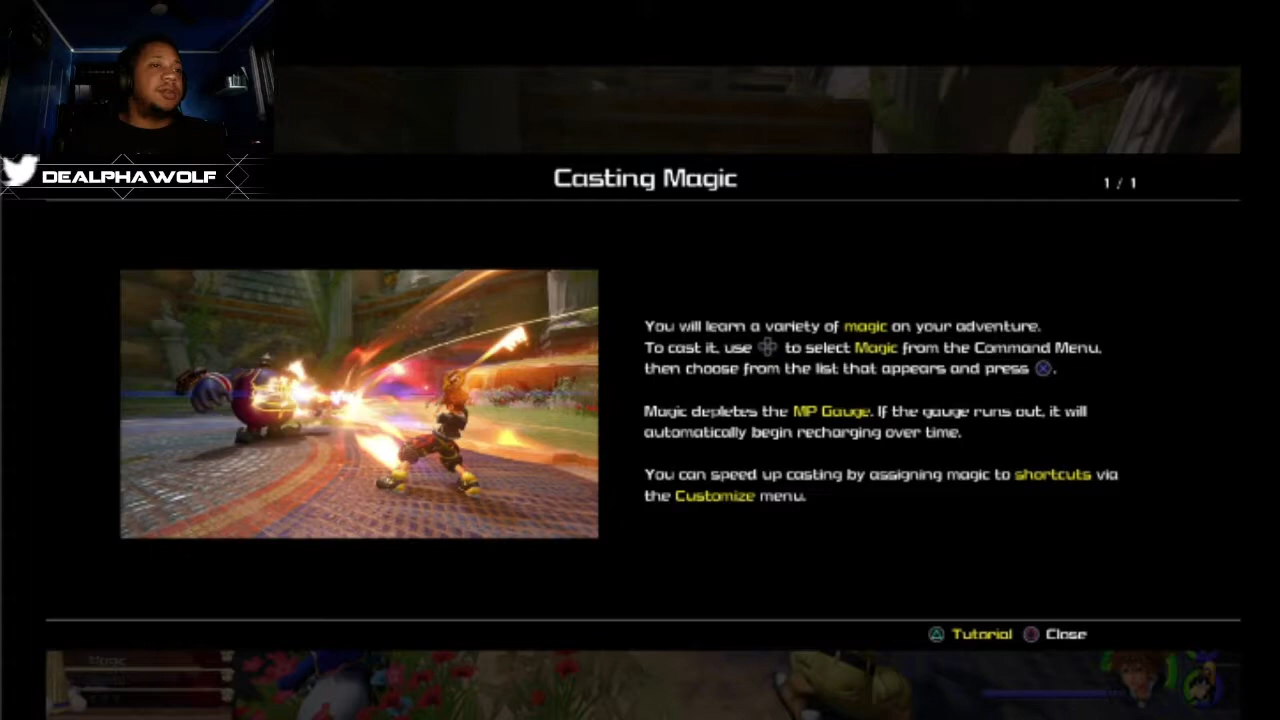 DEALPHAWOLF
Casting Magic
1 / 1
You will learn a variety of magic on your adventure.
To cast it, use to select Magic from the Command Menu,
then choose from the list that appears and press .
Magic depletes the MP Gauge. If the gauge runs out, it will
automatically begin recharging over time.
You can speed up casting by assigning magic to shortcuts via
the Customize menu.
Tutorial Close
Magic